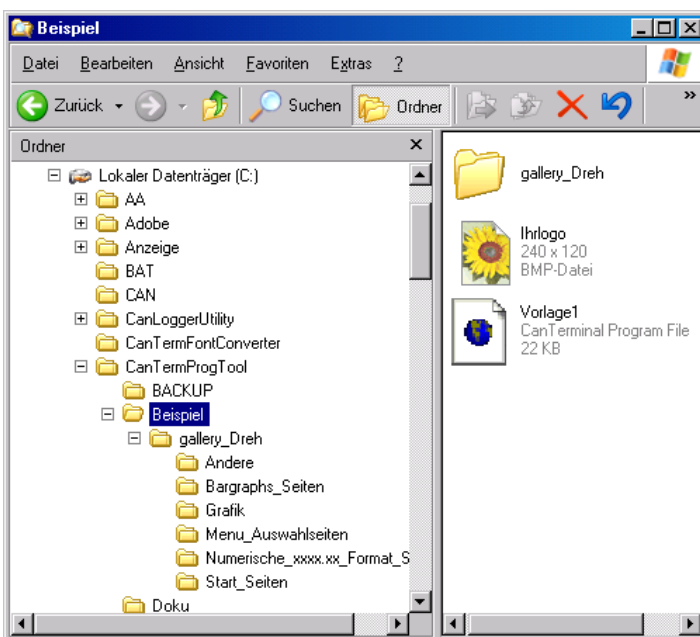 Beispiel
Datei Bearbeiten Ansicht Favoriten Extras ?
Zurück Suchen Ordner »
Ordner
Lokaler Datenträger (C:)
AA
Adobe
Anzeige
BAT
CAN
CanLoggerUtility
CanTermFontConverter
CanTermProgTool
BACKUP
Beispiel
gallery_Dreh
Andere
Bargraphs_Seiten
Grafik
Menu_Auswahlseiten
Numerische_xxxx.xx_Format_S
Start_Seiten
Doku
gallery_Dreh
Ihrlogo
240 x 120
BMP-Datei
Vorlage1
CanTerminal Program File
22 KB